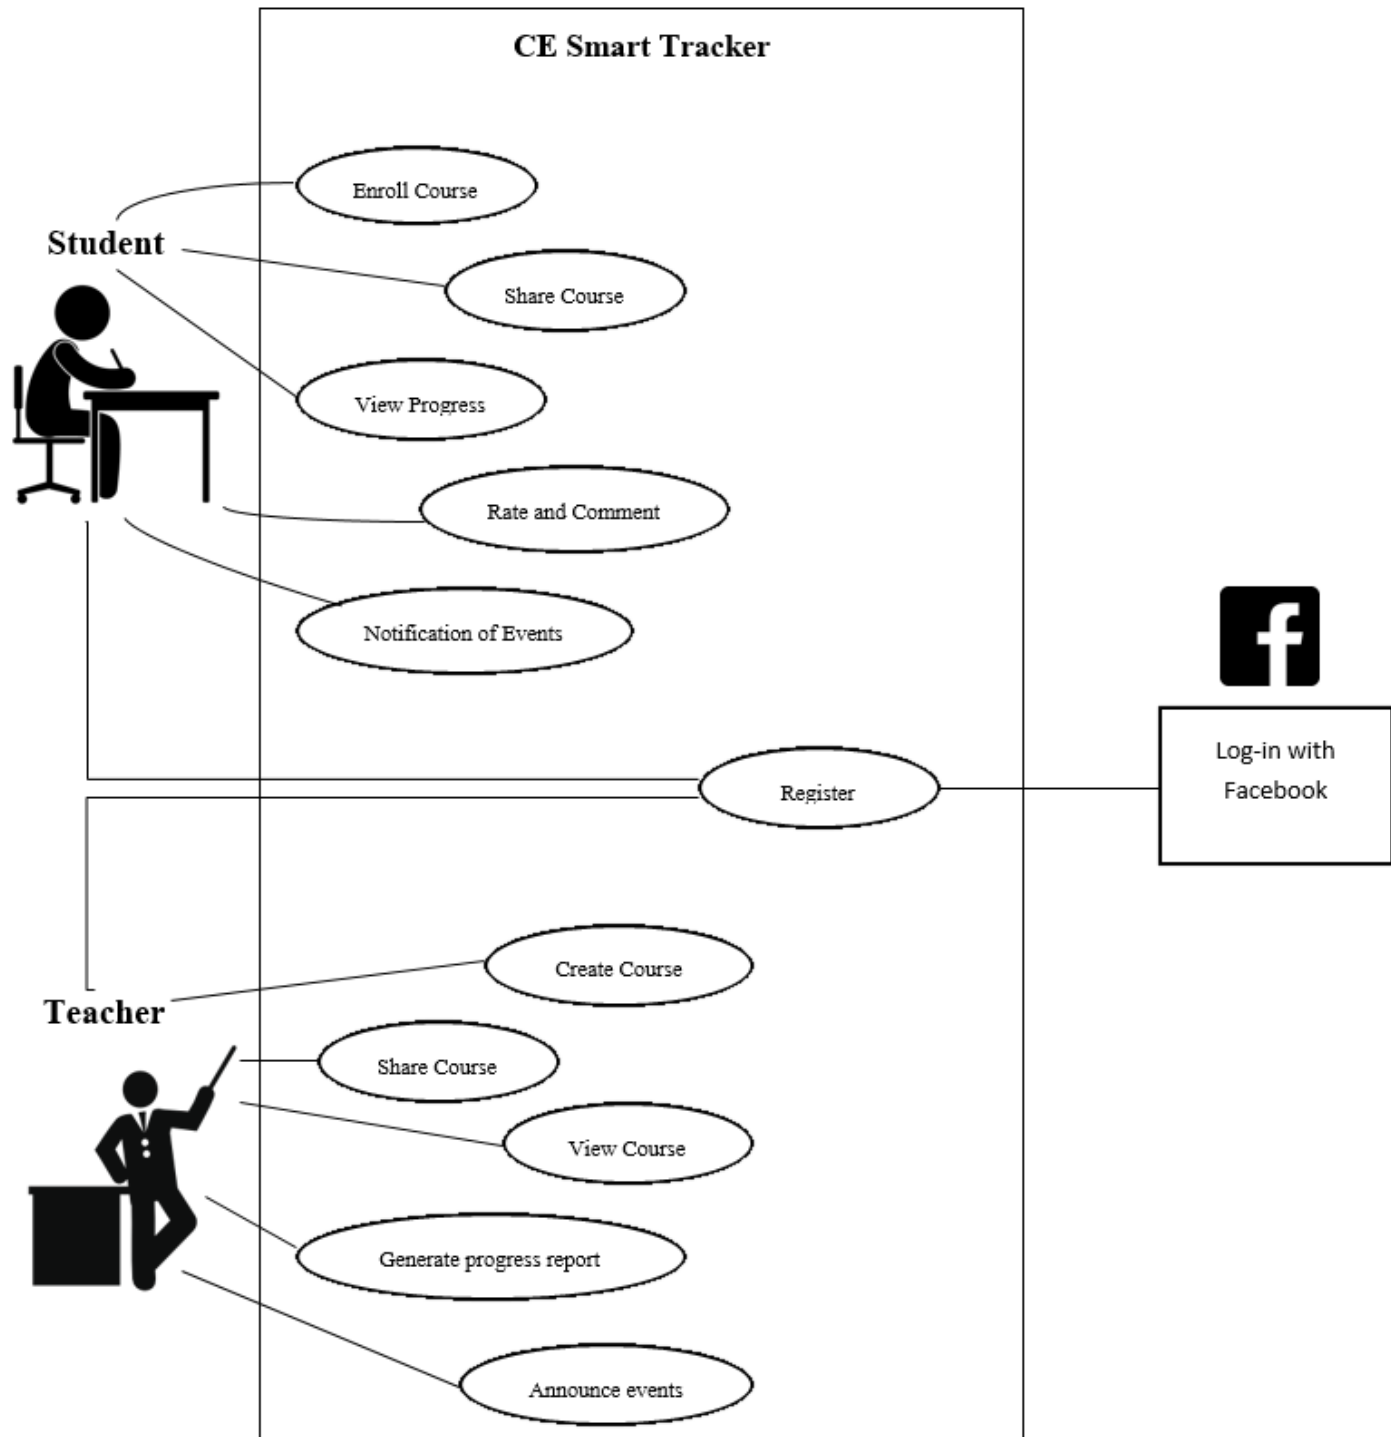 CE Smart Tracker
Enroll Course
Student
Share Course
View Progress
Rate and Comment
Notification of Events
Log-in with
Facebook
Register
Create Course
Teacher
Share Course
View Course
Generate progress report
Announce events